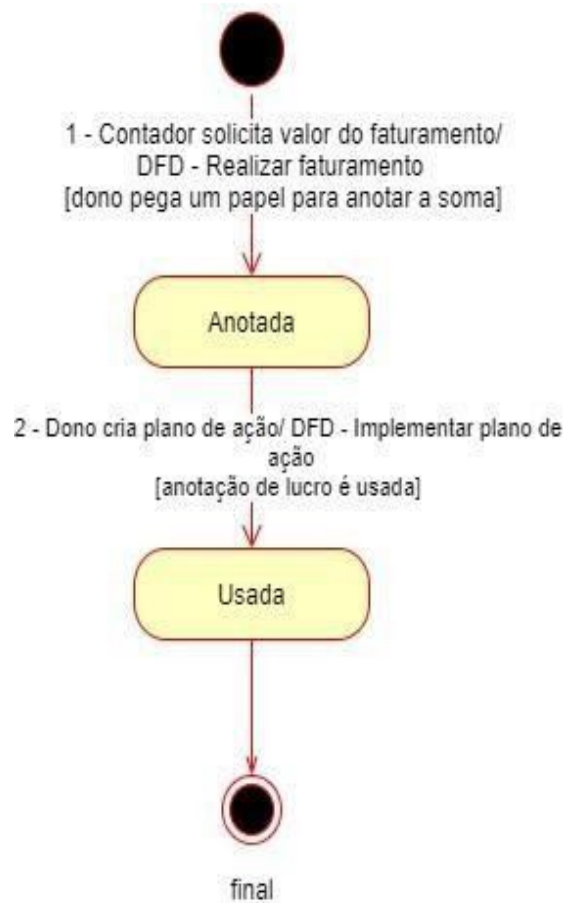 1 - Contador solicita valor do faturamento/
DFD - Realizar faturamento
[dono pega um papel para anotar a soma]
Anotada
2 - Dono cria plano de ação/ DFD - Implementar plano de
ação
[anotação de lucro é usada]
Usada
final